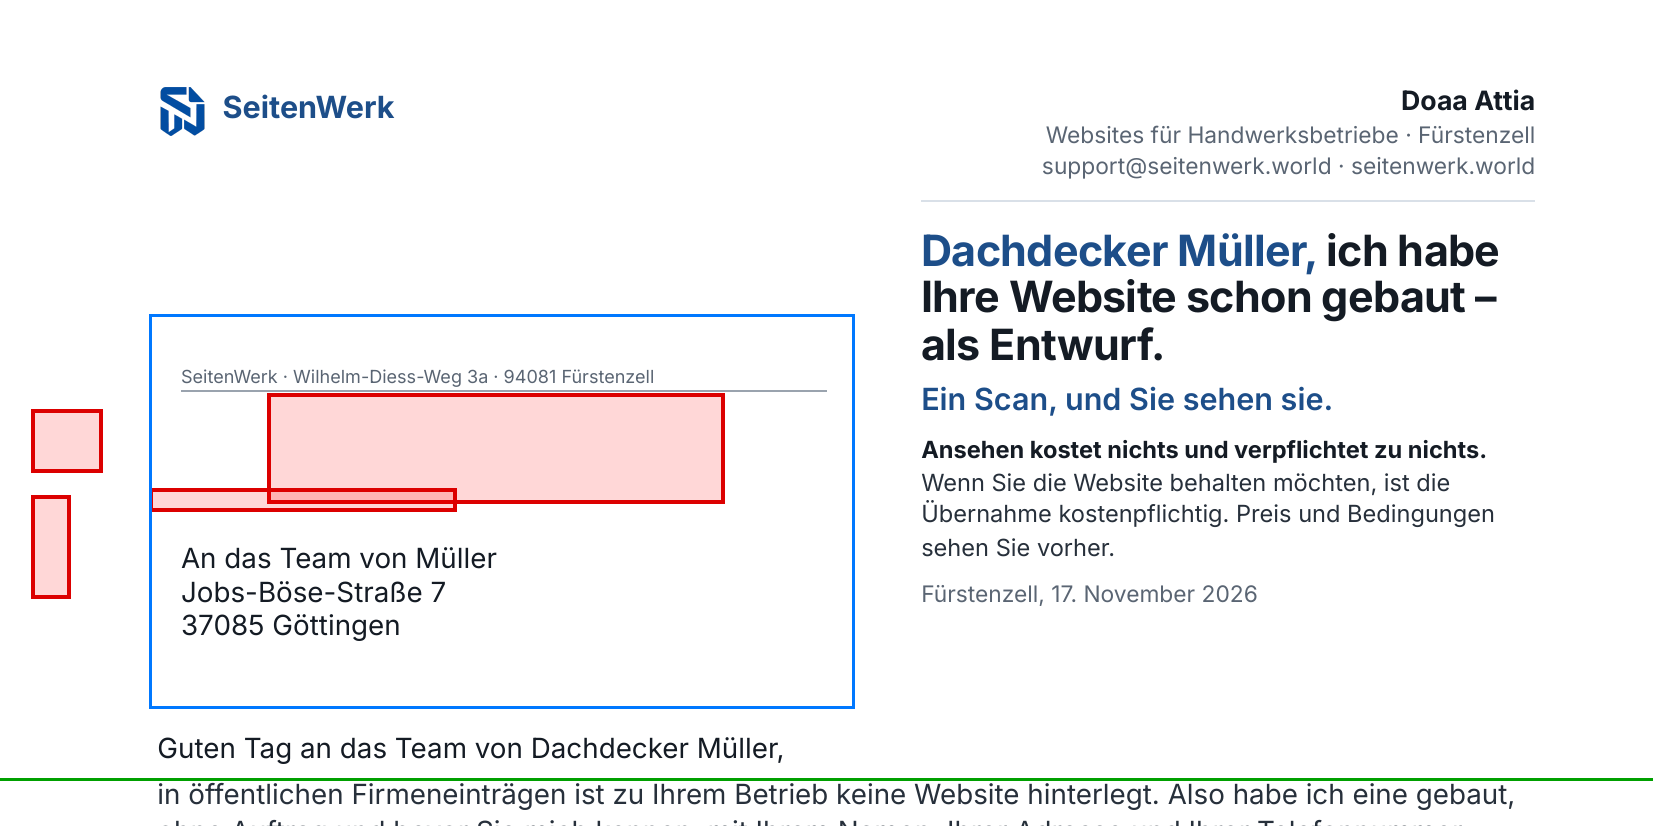 SeitenWerk
Doaa Attia
Websites für Handwerksbetriebe · Fürstenzell
support@seitenwerk.world · seitenwerk.world
Dachdecker Müller, ich habe
Ihre Website schon gebaut –
als Entwurf.
Ein Scan, und Sie sehen sie.
Ansehen kostet nichts und verpflichtet zu nichts.
Wenn Sie die Website behalten möchten, ist die
Übernahme kostenpflichtig. Preis und Bedingungen
sehen Sie vorher.
Fürstenzell, 17. November 2026
SeitenWerk · Wilhelm-Diess-Weg 3a · 94081 Fürstenzell
An das Team von Müller
Jobs-Böse-Straße 7
37085 Göttingen
Guten Tag an das Team von Dachdecker Müller,
in öffentlichen Firmeneinträgen ist zu Ihrem Betrieb keine Website hinterlegt. Also habe ich eine gebaut,